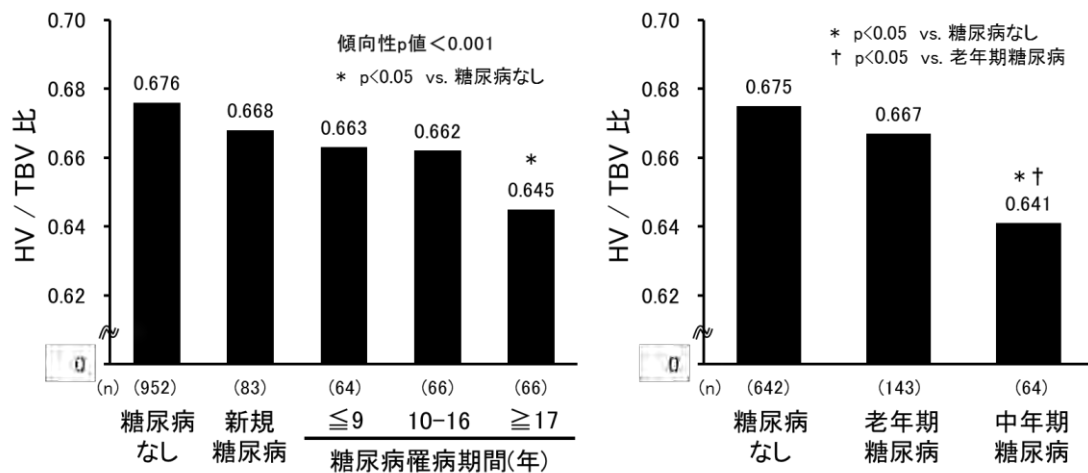 HV / TBV 比
0.70
0.68
0.66
0.64
0.62
0
傾向性p値＜0.001
* p<0.05 vs. 糖尿病なし
0.676
0.668
0.663
0.662
*
0.645
(n) (952) (83) (64) (66) (66)
糖尿病 新規 ≦9 10-16 ≧17
なし 糖尿病 糖尿病罹病期間(年)
HV / TBV 比
0.70
0.68
0.66
0.64
0.62
0
* p<0.05 vs. 糖尿病なし
† p<0.05 vs. 老年期糖尿病
0.675
0.667
*†
0.641
(n) (642) (143) (64)
糖尿病 老年期 中年期
なし 糖尿病 糖尿病